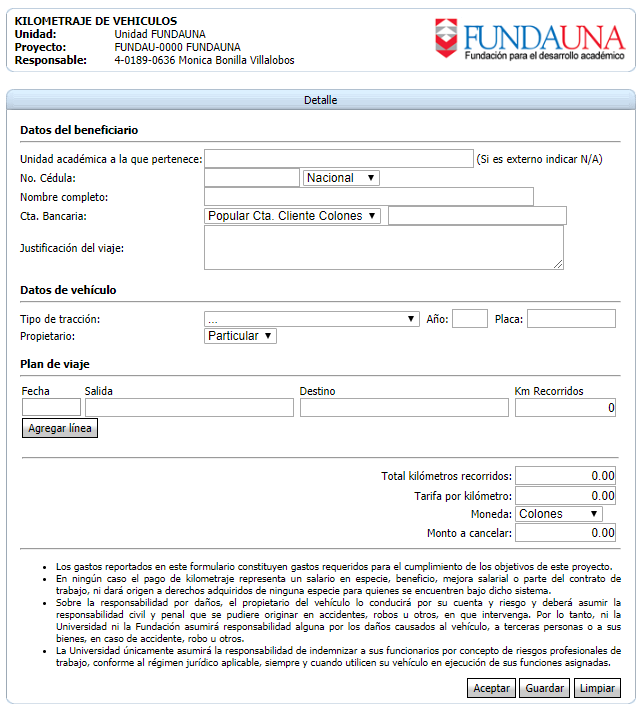 KILOMETRAJE DE VEHICULOS
Unidad: Unidad FUNDAUNA
Proyecto: FUNDAU-0000 FUNDAUNA
Responsable: 4-0189-0636 Monica Bonilla Villalobos
FUNDAUNA
Fundación para el desarrollo académico
Detalle
Datos del beneficiario
Unidad académica a la que pertenece: (Si es externo indicar N/A)
No. Cédula: Nacional
Nombre completo:
Cta. Bancaria: Popular Cta. Cliente Colones
Justificación del viaje:
Datos de vehículo
Tipo de tracción: ... Año: Placa:
Propietario: Particular
Plan de viaje
Fecha Salida Destino Km Recorridos
0
Agregar línea
Total kilómetros recorridos: 0.00
Tarifa por kilómetro: 0.00
Moneda: Colones
Monto a cancelar: 0.00
• Los gastos reportados en este formulario constituyen gastos requeridos para el cumplimiento de los objetivos de este proyecto.
• En ningún caso el pago de kilometraje representa un salario en especie, beneficio, mejora salarial o parte del contrato de
trabajo, ni dará origen a derechos adquiridos de ninguna especie para quienes se encuentren bajo dicho sistema.
• Sobre la responsabilidad por daños, el propietario del vehículo lo conducirá por su cuenta y riesgo y deberá asumir la
responsabilidad civil y penal que se pudiere originar en accidentes, robos u otros, en que intervenga. Por lo tanto, ni la
Universidad ni la Fundación asumirá responsabilidad alguna por los daños causados al vehículo, a terceras personas o a sus
bienes, en caso de accidente, robo u otros.
• La Universidad únicamente asumirá la responsabilidad de indemnizar a sus funcionarios por concepto de riesgos profesionales de
trabajo, conforme al régimen jurídico aplicable, siempre y cuando utilicen su vehículo en ejecución de sus funciones asignadas.
Aceptar Guardar Limpiar